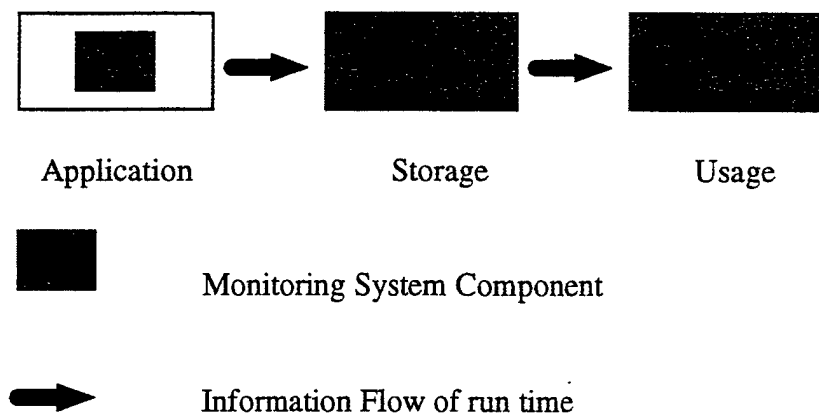 Application Storage Usage
Monitoring System Component
Information Flow of run time